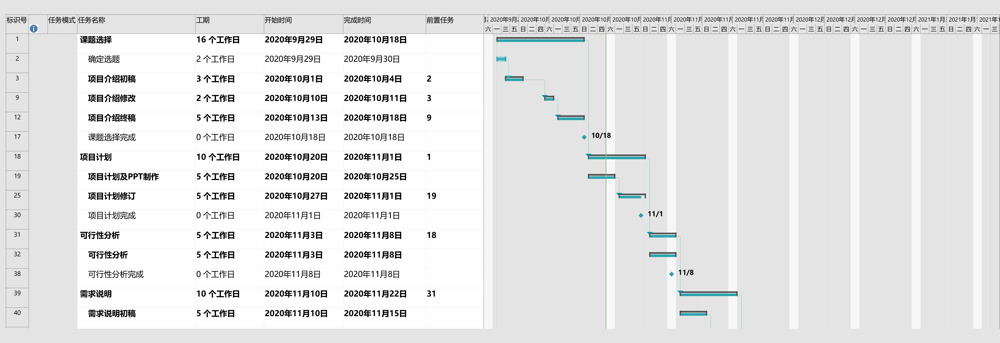 标识号 任务模式 任务名称 工期 开始时间 完成时间 前置任务
2020年10月 2020年10月 2020年10月 2020年10月 2020年11月 2020年11月 2020年11月 2020年11月 2020年11月 2020年12月 2020年12月 2020年12月 2020年12月
六 一 三 五 日 二 四 六 一 三 五 日 二 四 六 一 三 五 日 二 四 六 一 三 五 日 二 四 六 一 三 五 日 二 四 六 一 三 五 日 二 四 六 一 三 五 日 二 四 六 一 三 五 日 二 四 六 一 三
1 课题选择 16 个工作日 2020年9月29日 2020年10月18日
2 确定选题 2 个工作日 2020年9月29日 2020年9月30日
3 项目介绍初稿 3 个工作日 2020年10月1日 2020年10月4日 2
9 项目介绍修改 2 个工作日 2020年10月10日 2020年10月11日 3
12 项目介绍终稿 5 个工作日 2020年10月13日 2020年10月18日 9
17 课题选择完成 0 个工作日 2020年10月18日 2020年10月18日 10/18
18 项目计划 10 个工作日 2020年10月20日 2020年11月1日 1
19 项目计划及PPT制作 5 个工作日 2020年10月20日 2020年10月25日
25 项目计划修订 5 个工作日 2020年10月27日 2020年11月1日 19
30 项目计划完成 0 个工作日 2020年11月1日 2020年11月1日 11/1
31 可行性分析 5 个工作日 2020年11月3日 2020年11月8日 18
32 可行性分析 5 个工作日 2020年11月3日 2020年11月8日
38 可行性分析完成 0 个工作日 2020年11月8日 2020年11月8日 11/8
39 需求说明 10 个工作日 2020年11月10日 2020年11月22日 31
40 需求说明初稿 5 个工作日 2020年11月10日 2020年11月15日